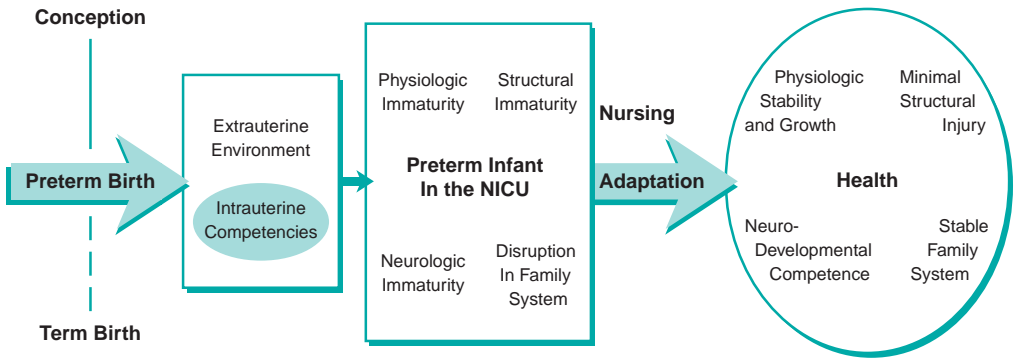 Conception
Preterm Birth
Term Birth
Extrauterine
Environment
Intrauterine
Competencies
Physiologic
Immaturity
Structural
Immaturity
Preterm Infant
In the NICU
Neurologic
Immaturity
Disruption
In Family
System
Nursing
Adaptation
Physiologic
Stability
and Growth
Minimal
Structural
Injury
Health
Neuro-
Developmental
Competence
Stable
Family
System